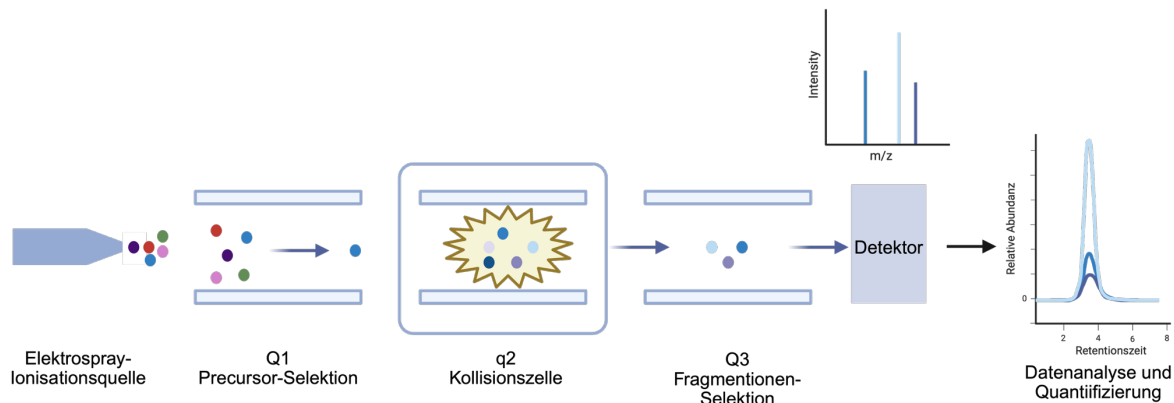 Intensity
m/z
Detektor
Relative Abundanz
0
2 4 6 8
Retentionszeit
Elektrospray-
Ionisationsquelle
Q1
Precursor-Selektion
q2
Kollisionszelle
Q3
Fragmentionen-
Selektion
Datenanalyse und
Quantiifizierung